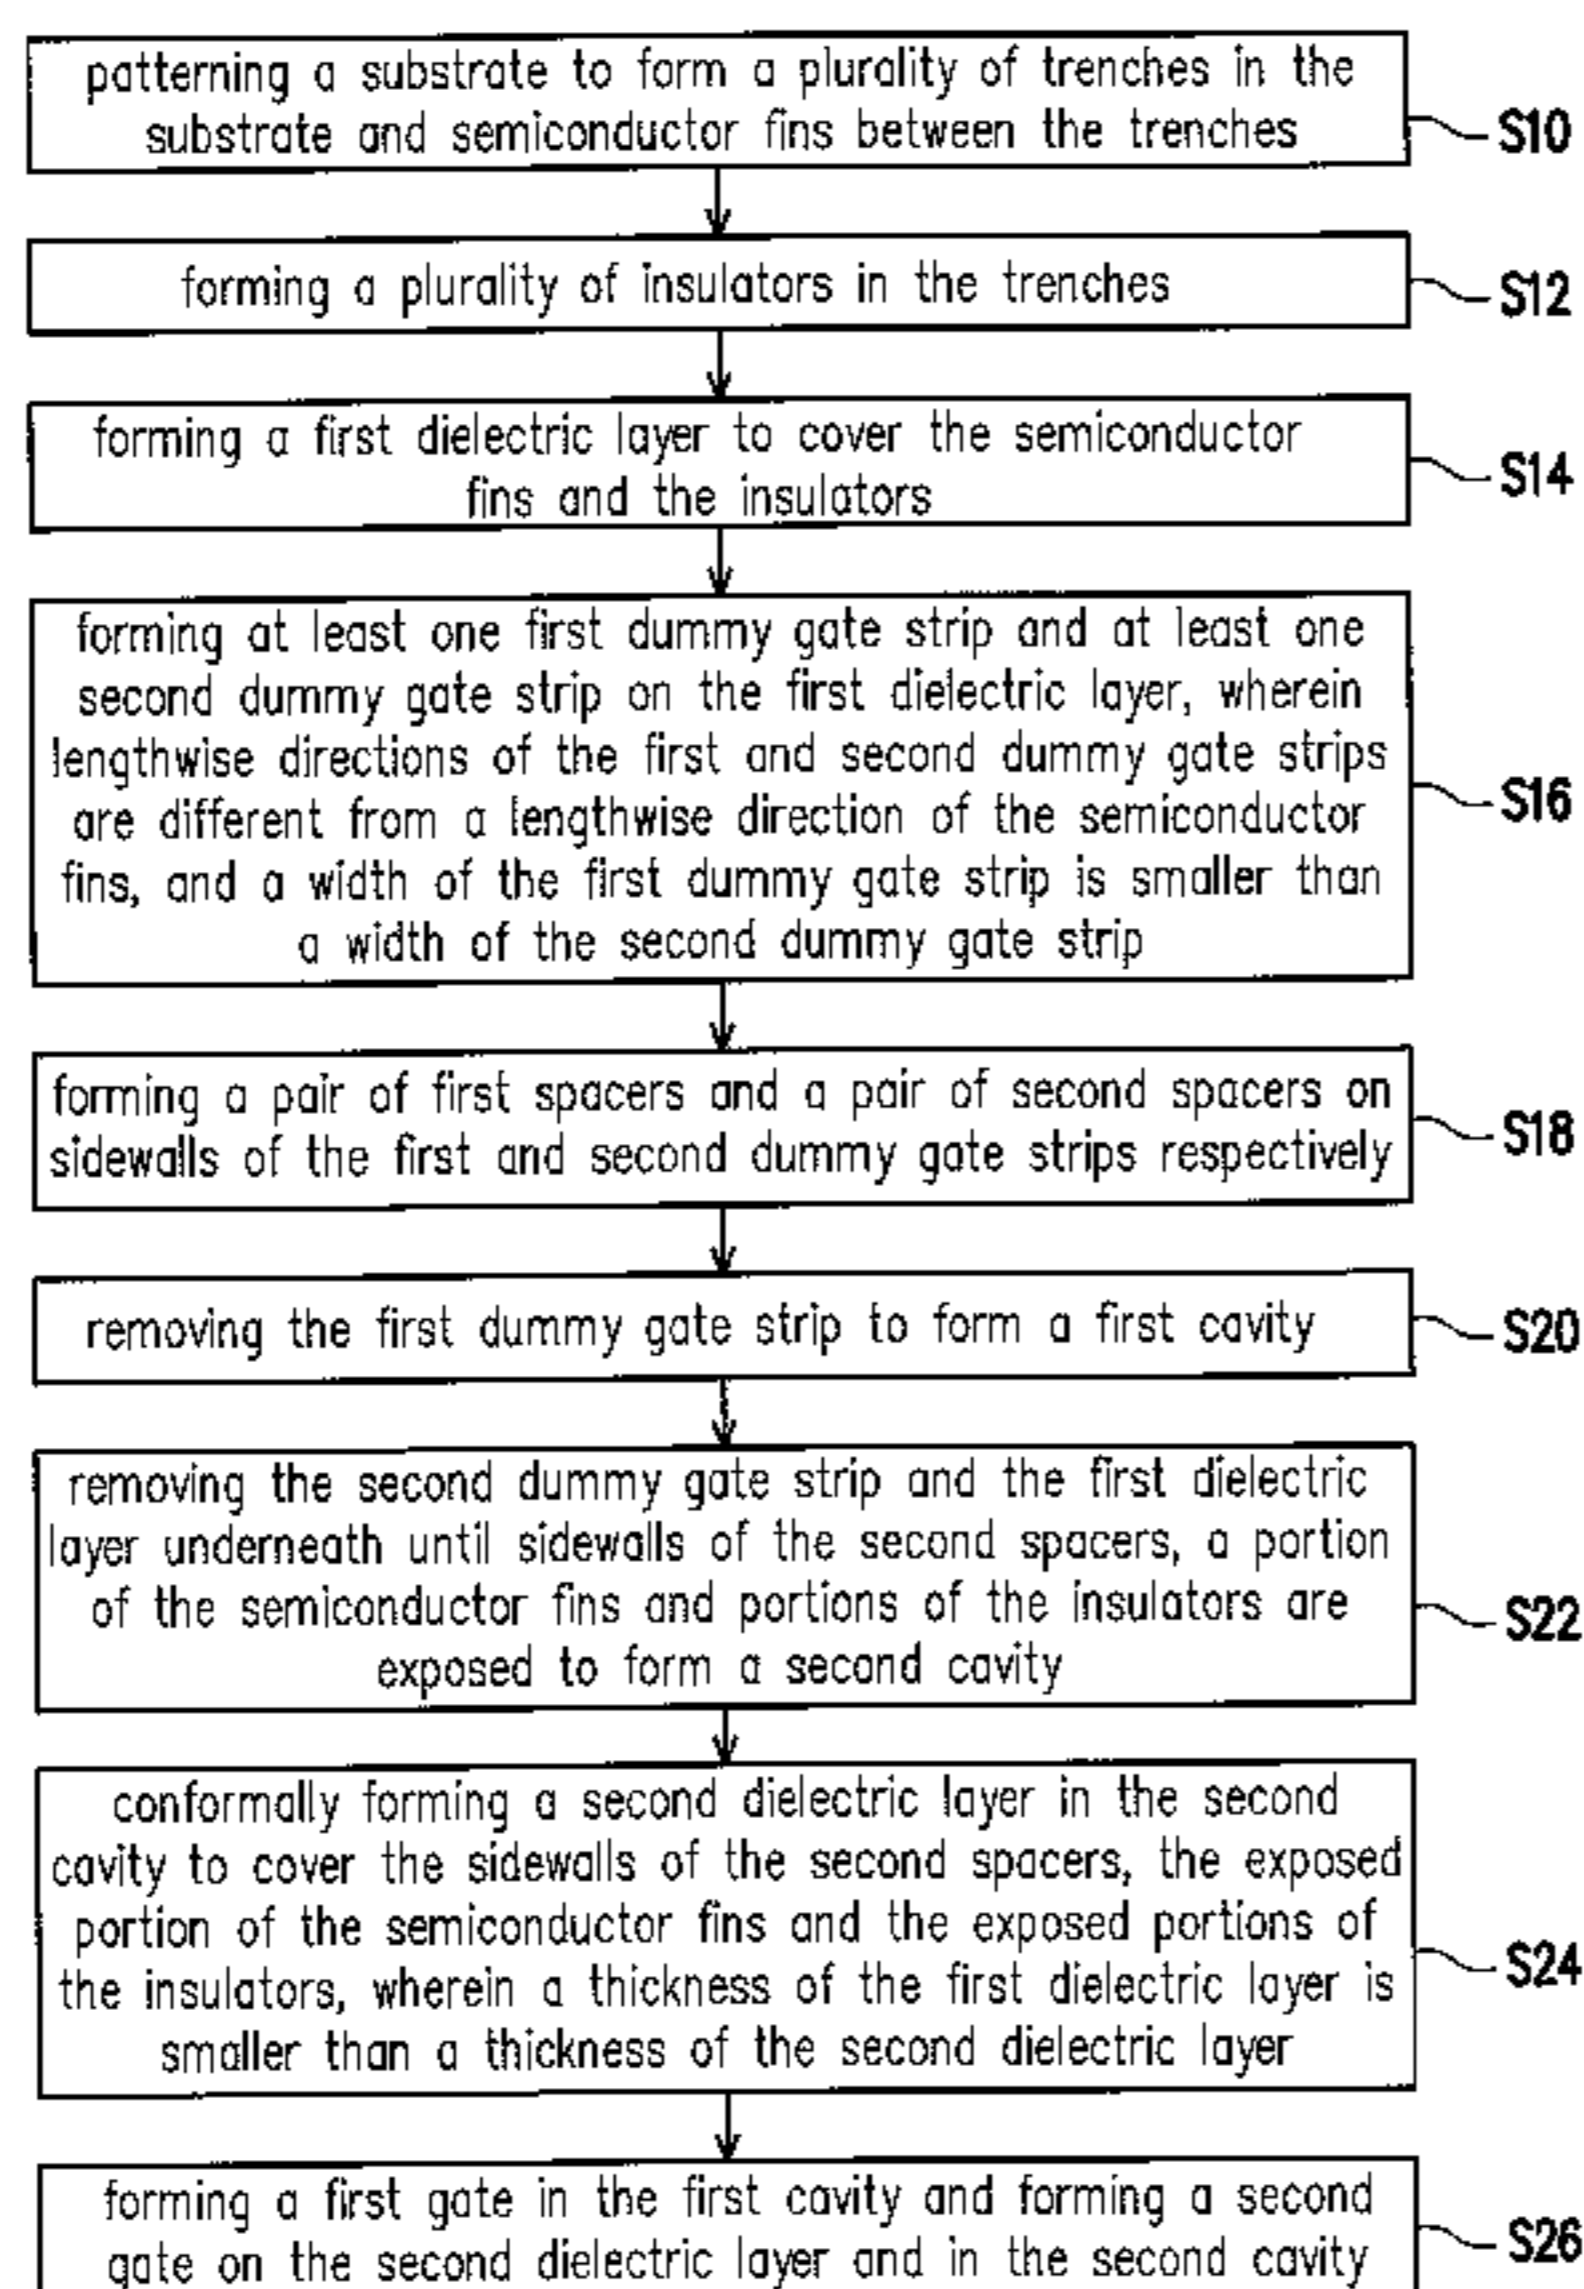 patterning a substrate to form a plurality of trenches in the
substrate and semiconductor fins between the trenches
S10
forming a plurality of insulators in the trenches
S12
forming a first dielectric layer to cover the semiconductor
fins and the insulators
S14
forming at least one first dummy gate strip and at least one
second dummy gate strip on the first dielectric layer, wherein
lengthwise directions of the first and second dummy gate strips
are different from a lengthwise direction of the semiconductor
fins, and a width of the first dummy gate strip is smaller than
a width of the second dummy gate strip
S16
forming a pair of first spacers and a pair of second spacers on
sidewalls of the first and second dummy gate strips respectively
S18
removing the first dummy gate strip to form a first cavity
S20
removing the second dummy gate strip and the first dielectric
layer underneath until sidewalls of the second spacers, a portion
of the semiconductor fins and portions of the insulators are
exposed to form a second cavity
S22
conformally forming a second dielectric layer in the second
cavity to cover the sidewalls of the second spacers, the exposed
portion of the semiconductor fins and the exposed portions of
the insulators, wherein a thickness of the first dielectric layer is
smaller than a thickness of the second dielectric layer
S24
forming a first gate in the first cavity and forming a second
gate on the second dielectric layer and in the second cavity
S26